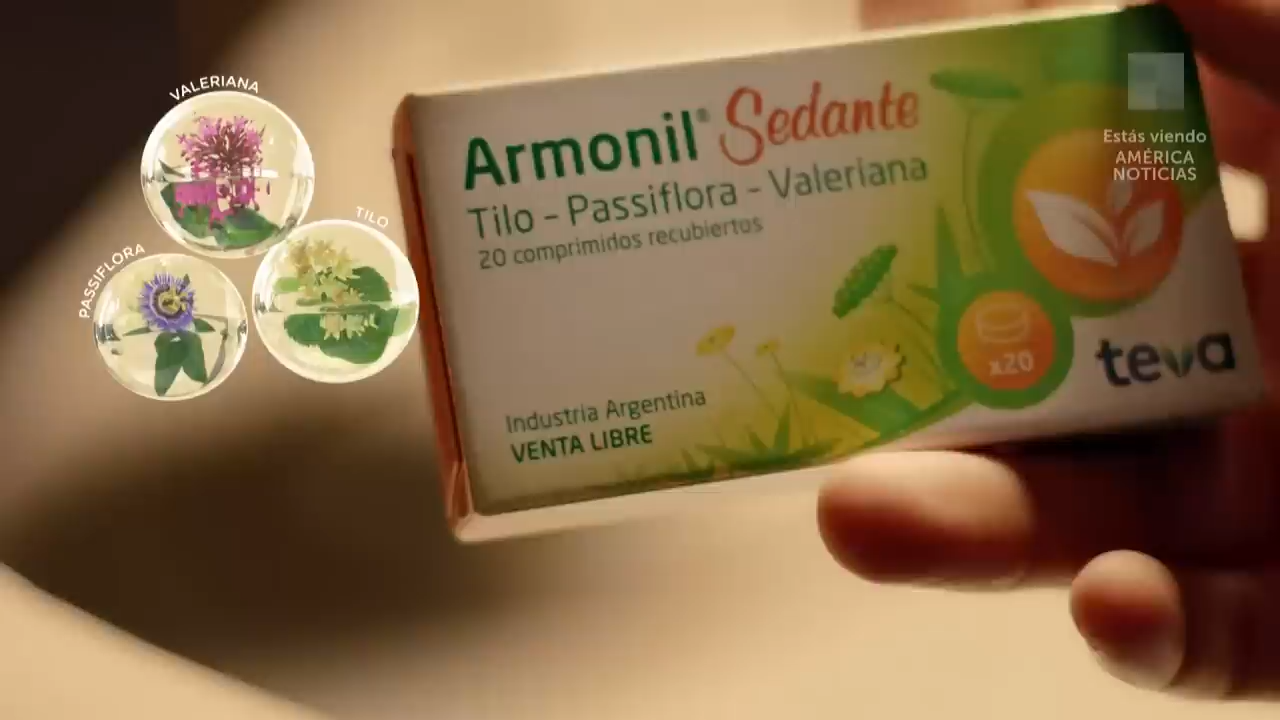 VALERIANA
TILO
PASSIFLORA
Armonil® Sedante
Tilo - Passiflora - Valeriana
20 comprimidos recubiertos
x20
teva
Industria Argentina
VENTA LIBRE
Estás viendo
AMÉRICA
NOTICIAS